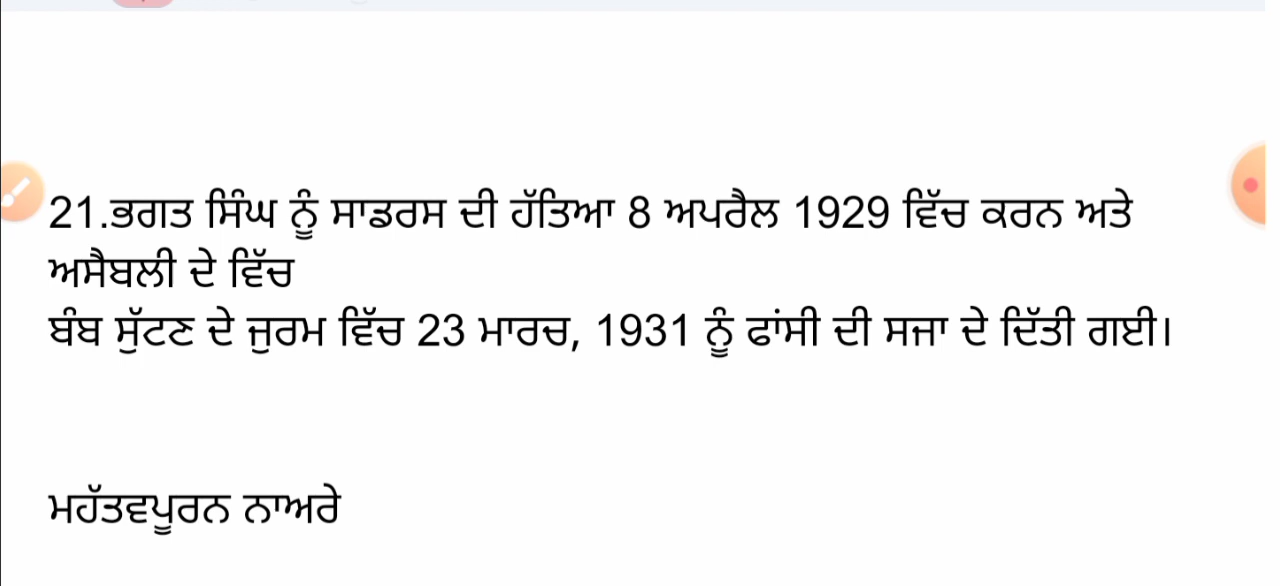 21.ਭਗਤ ਸਿੰਘ ਨੂੰ ਸਾਡਰਸ ਦੀ ਹੱਤਿਆ 8 ਅਪਰੈਲ 1929 ਵਿੱਚ ਕਰਨ ਅਤੇ
ਅਸੈਬਲੀ ਦੇ ਵਿੱਚ
ਬੰਬ ਸੁੱਟਣ ਦੇ ਜੁਰਮ ਵਿੱਚ 23 ਮਾਰਚ, 1931 ਨੂੰ ਫਾਂਸੀ ਦੀ ਸਜਾ ਦੇ ਦਿੱਤੀ ਗਈ।
ਮਹੱਤਵਪੂਰਨ ਨਾਅਰੇ